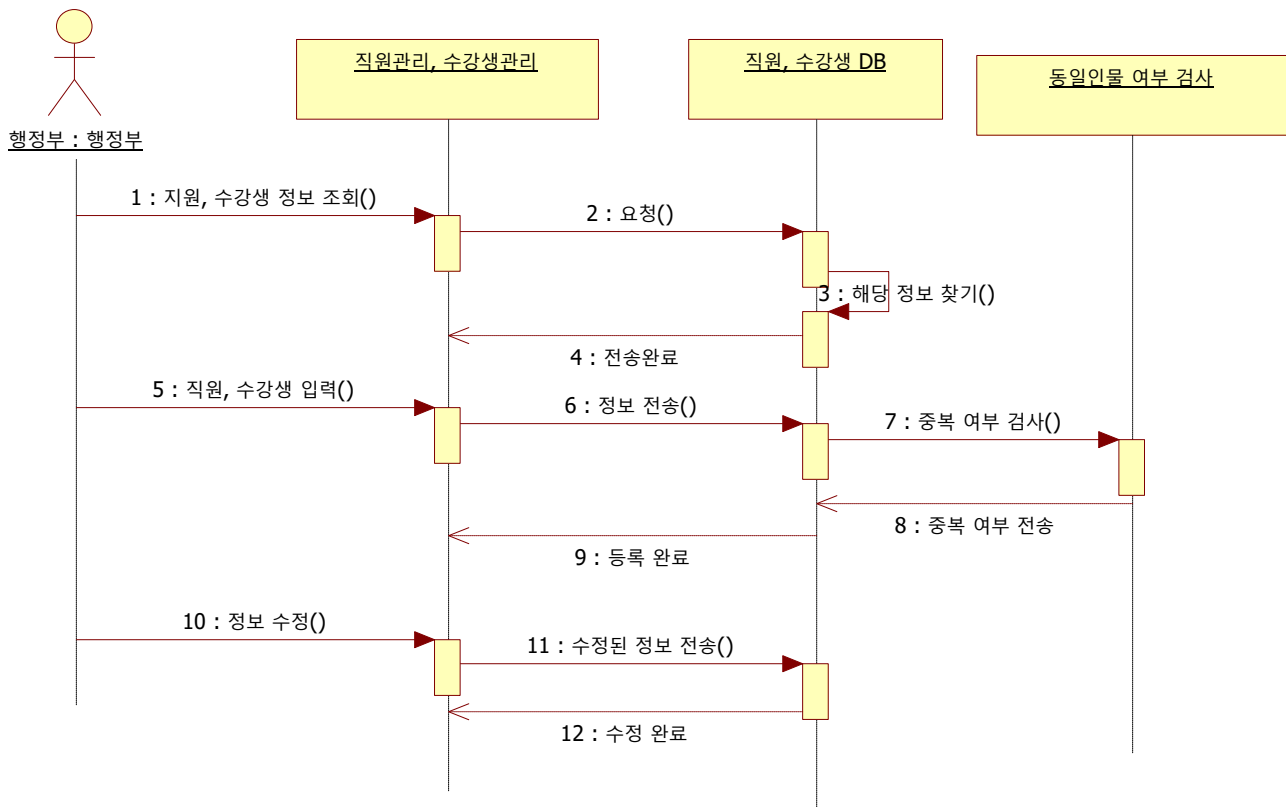 직원관리, 수강생관리
직원, 수강생 DB
동일인물 여부 검사
행정부 : 행정부
1 : 지원, 수강생 정보 조회()
2 : 요청()
3 : 해당 정보 찾기()
4 : 전송완료
5 : 직원, 수강생 입력()
6 : 정보 전송()
7 : 중복 여부 검사()
8 : 중복 여부 전송
9 : 등록 완료
10 : 정보 수정()
11 : 수정된 정보 전송()
12 : 수정 완료